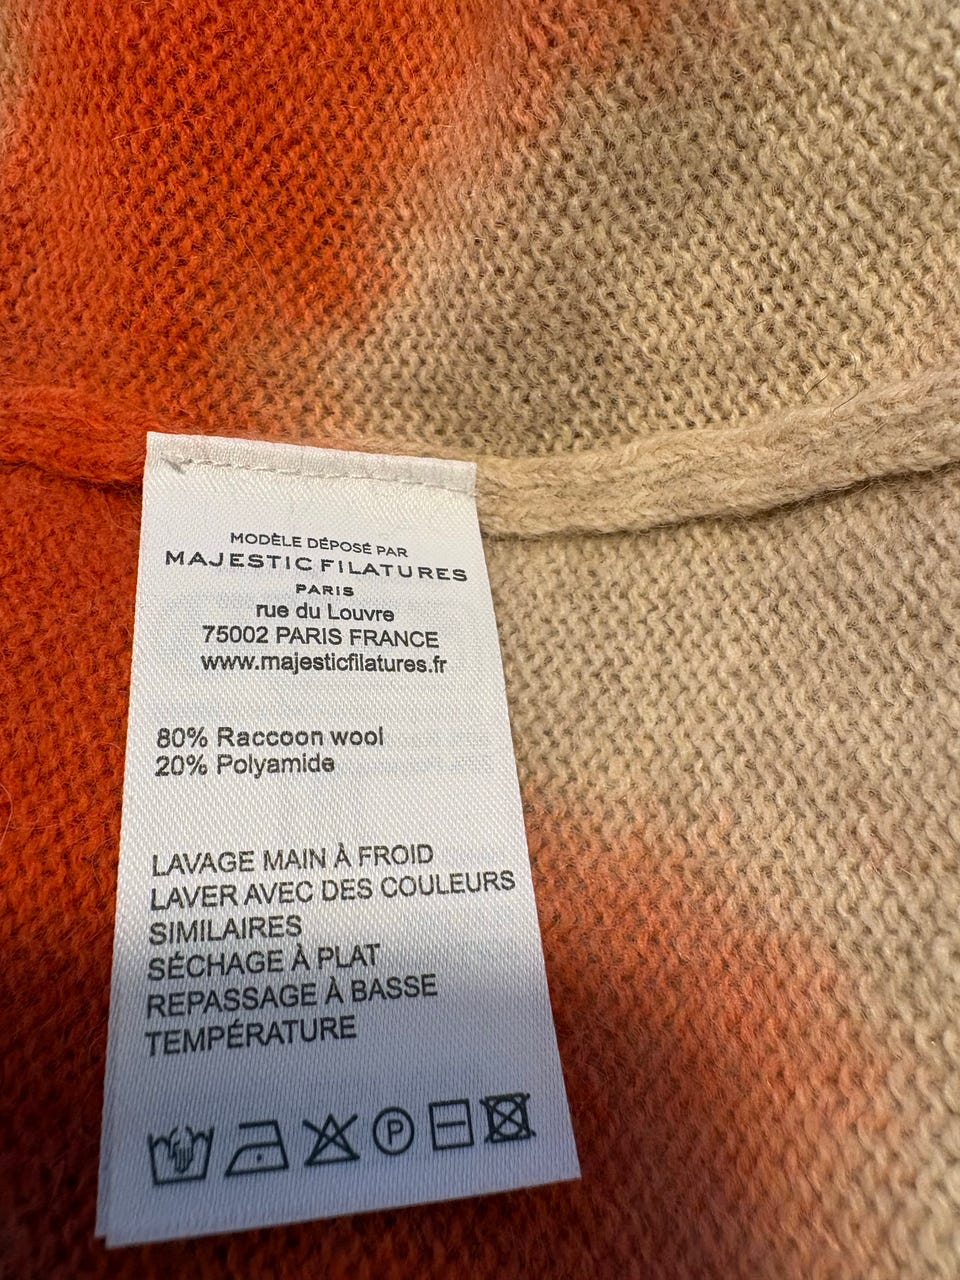 MODÈLE DÉPOSÉ PAR
MAJESTIC FILATURES
PARIS
rue du Louvre
75002 PARIS FRANCE
www.majesticfilatures.fr
80% Raccoon wool
20% Polyamide
LAVAGE MAIN À FROID
LAVER AVEC DES COULEURS
SIMILAIRES
SÉCHAGE À PLAT
REPASSAGE À BASSE
TEMPÉRATURE
P